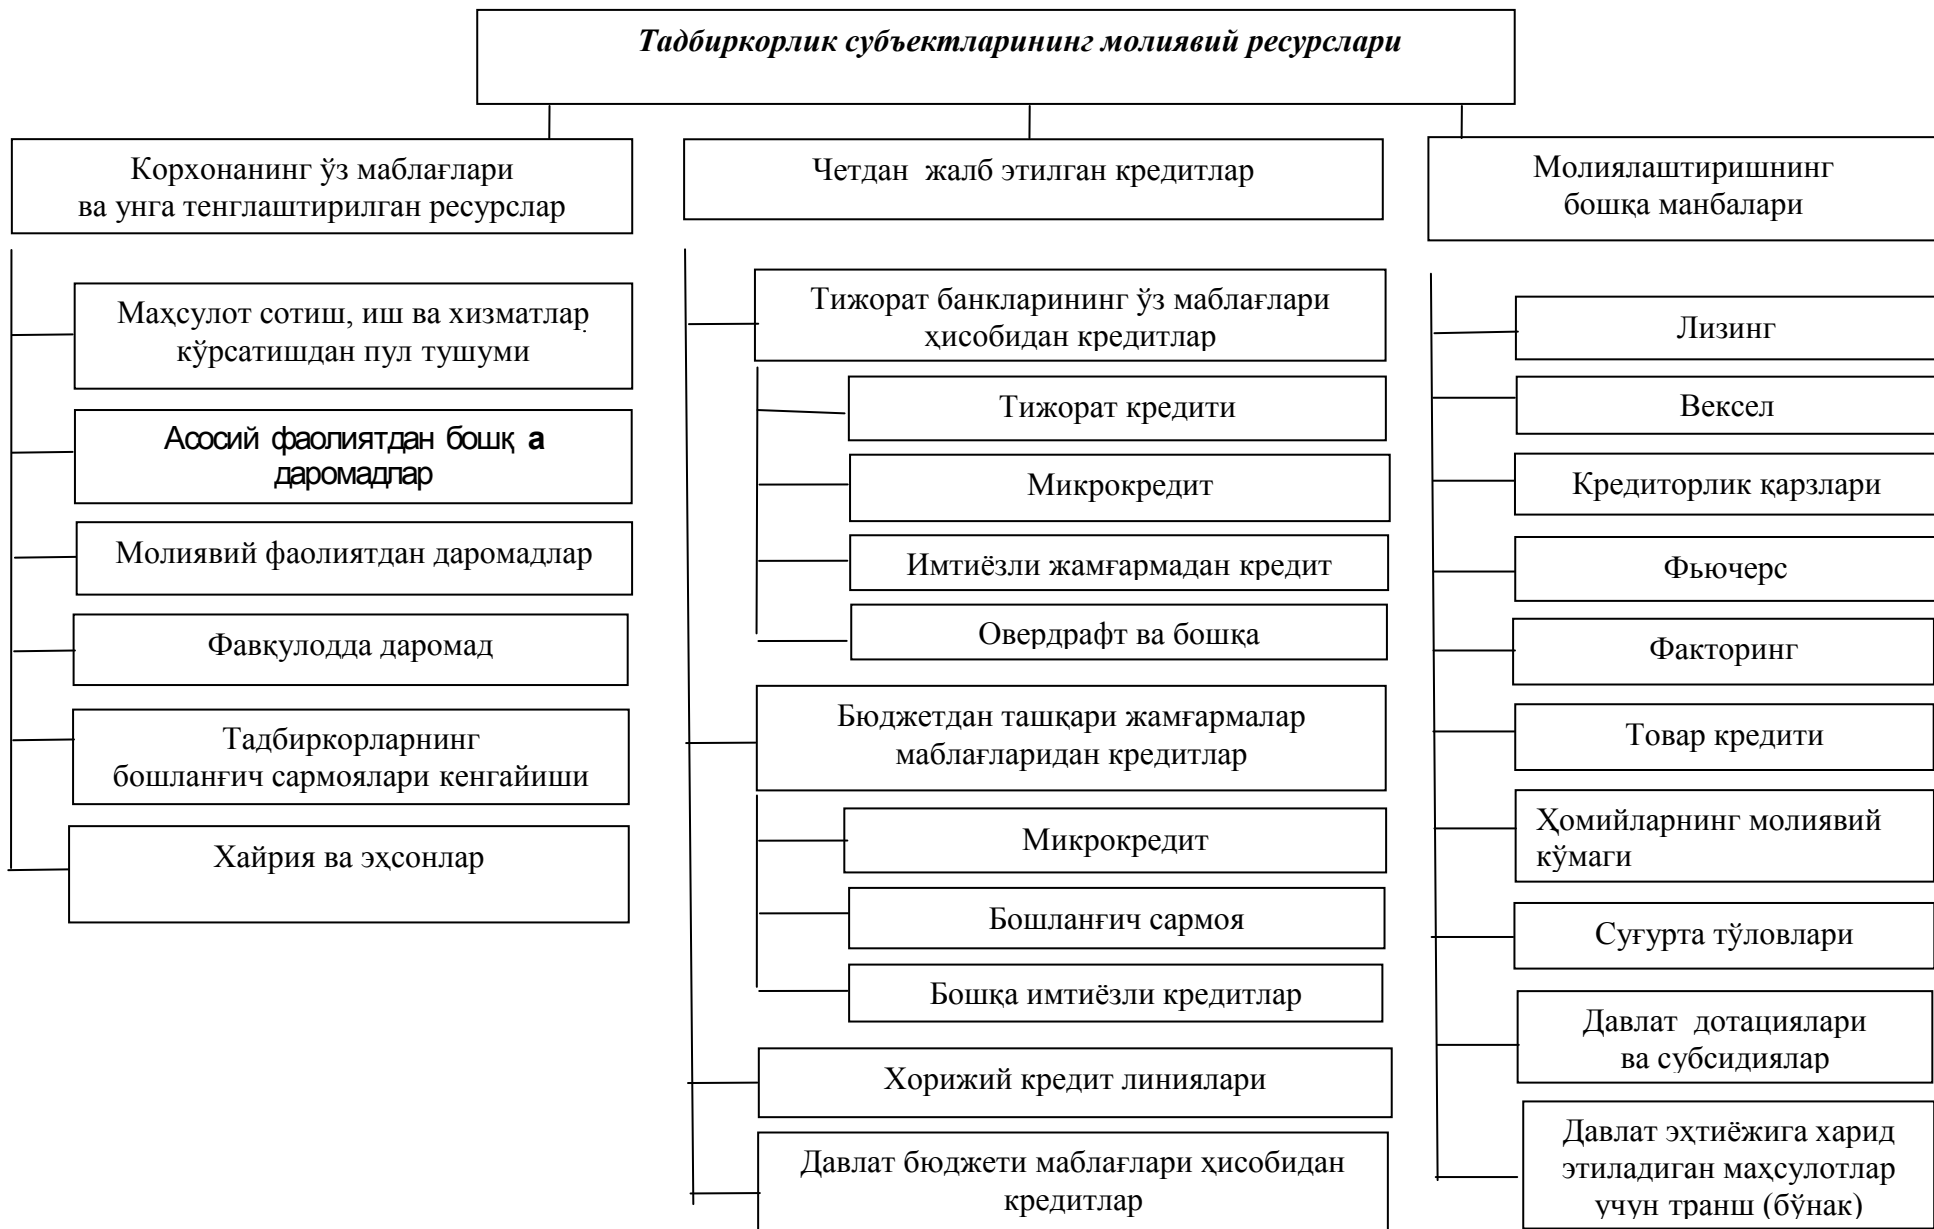 Тадбиркорлик субъектларининг молиявий ресурслари
Корхонанинг ўз маблағлари
ва унга тенглаштирилган ресурслар
Маҳсулот сотиш, иш ва хизматлар
кўрсатишдан пул тушуми
Асосий фаолиятдан бошқ а
даромадлар
Молиявий фаолиятдан даромадлар
Фавқулодда даромад
Тадбиркорларнинг
бошланғич сармоялари кенгайиши
Хайрия ва эҳсонлар
Четдан жалб этилган кредитлар
Тижорат банкларининг ўз маблағлари
ҳисобидан кредитлар
Тижорат кредити
Микрокредит
Имтиёзли жамғармадан кредит
Овердрафт ва бошқа
Бюджетдан ташқари жамғармалар
маблағларидан кредитлар
Микрокредит
Бошланғич сармоя
Бошқа имтиёзли кредитлар
Хорижий кредит линиялари
Давлат бюджети маблағлари ҳисобидан
кредитлар
Молиялаштиришнинг
бошқа манбалари
Лизинг
Вексел
Кредиторлик қарзлари
Фьючерс
Факторинг
Товар кредити
Ҳомийларнинг молиявий
кўмаги
Суғурта тўловлари
Давлат дотациялари
ва субсидиялар
Давлат эҳтиёжига харид
этиладиган маҳсулотлар
учун транш (бўнак)